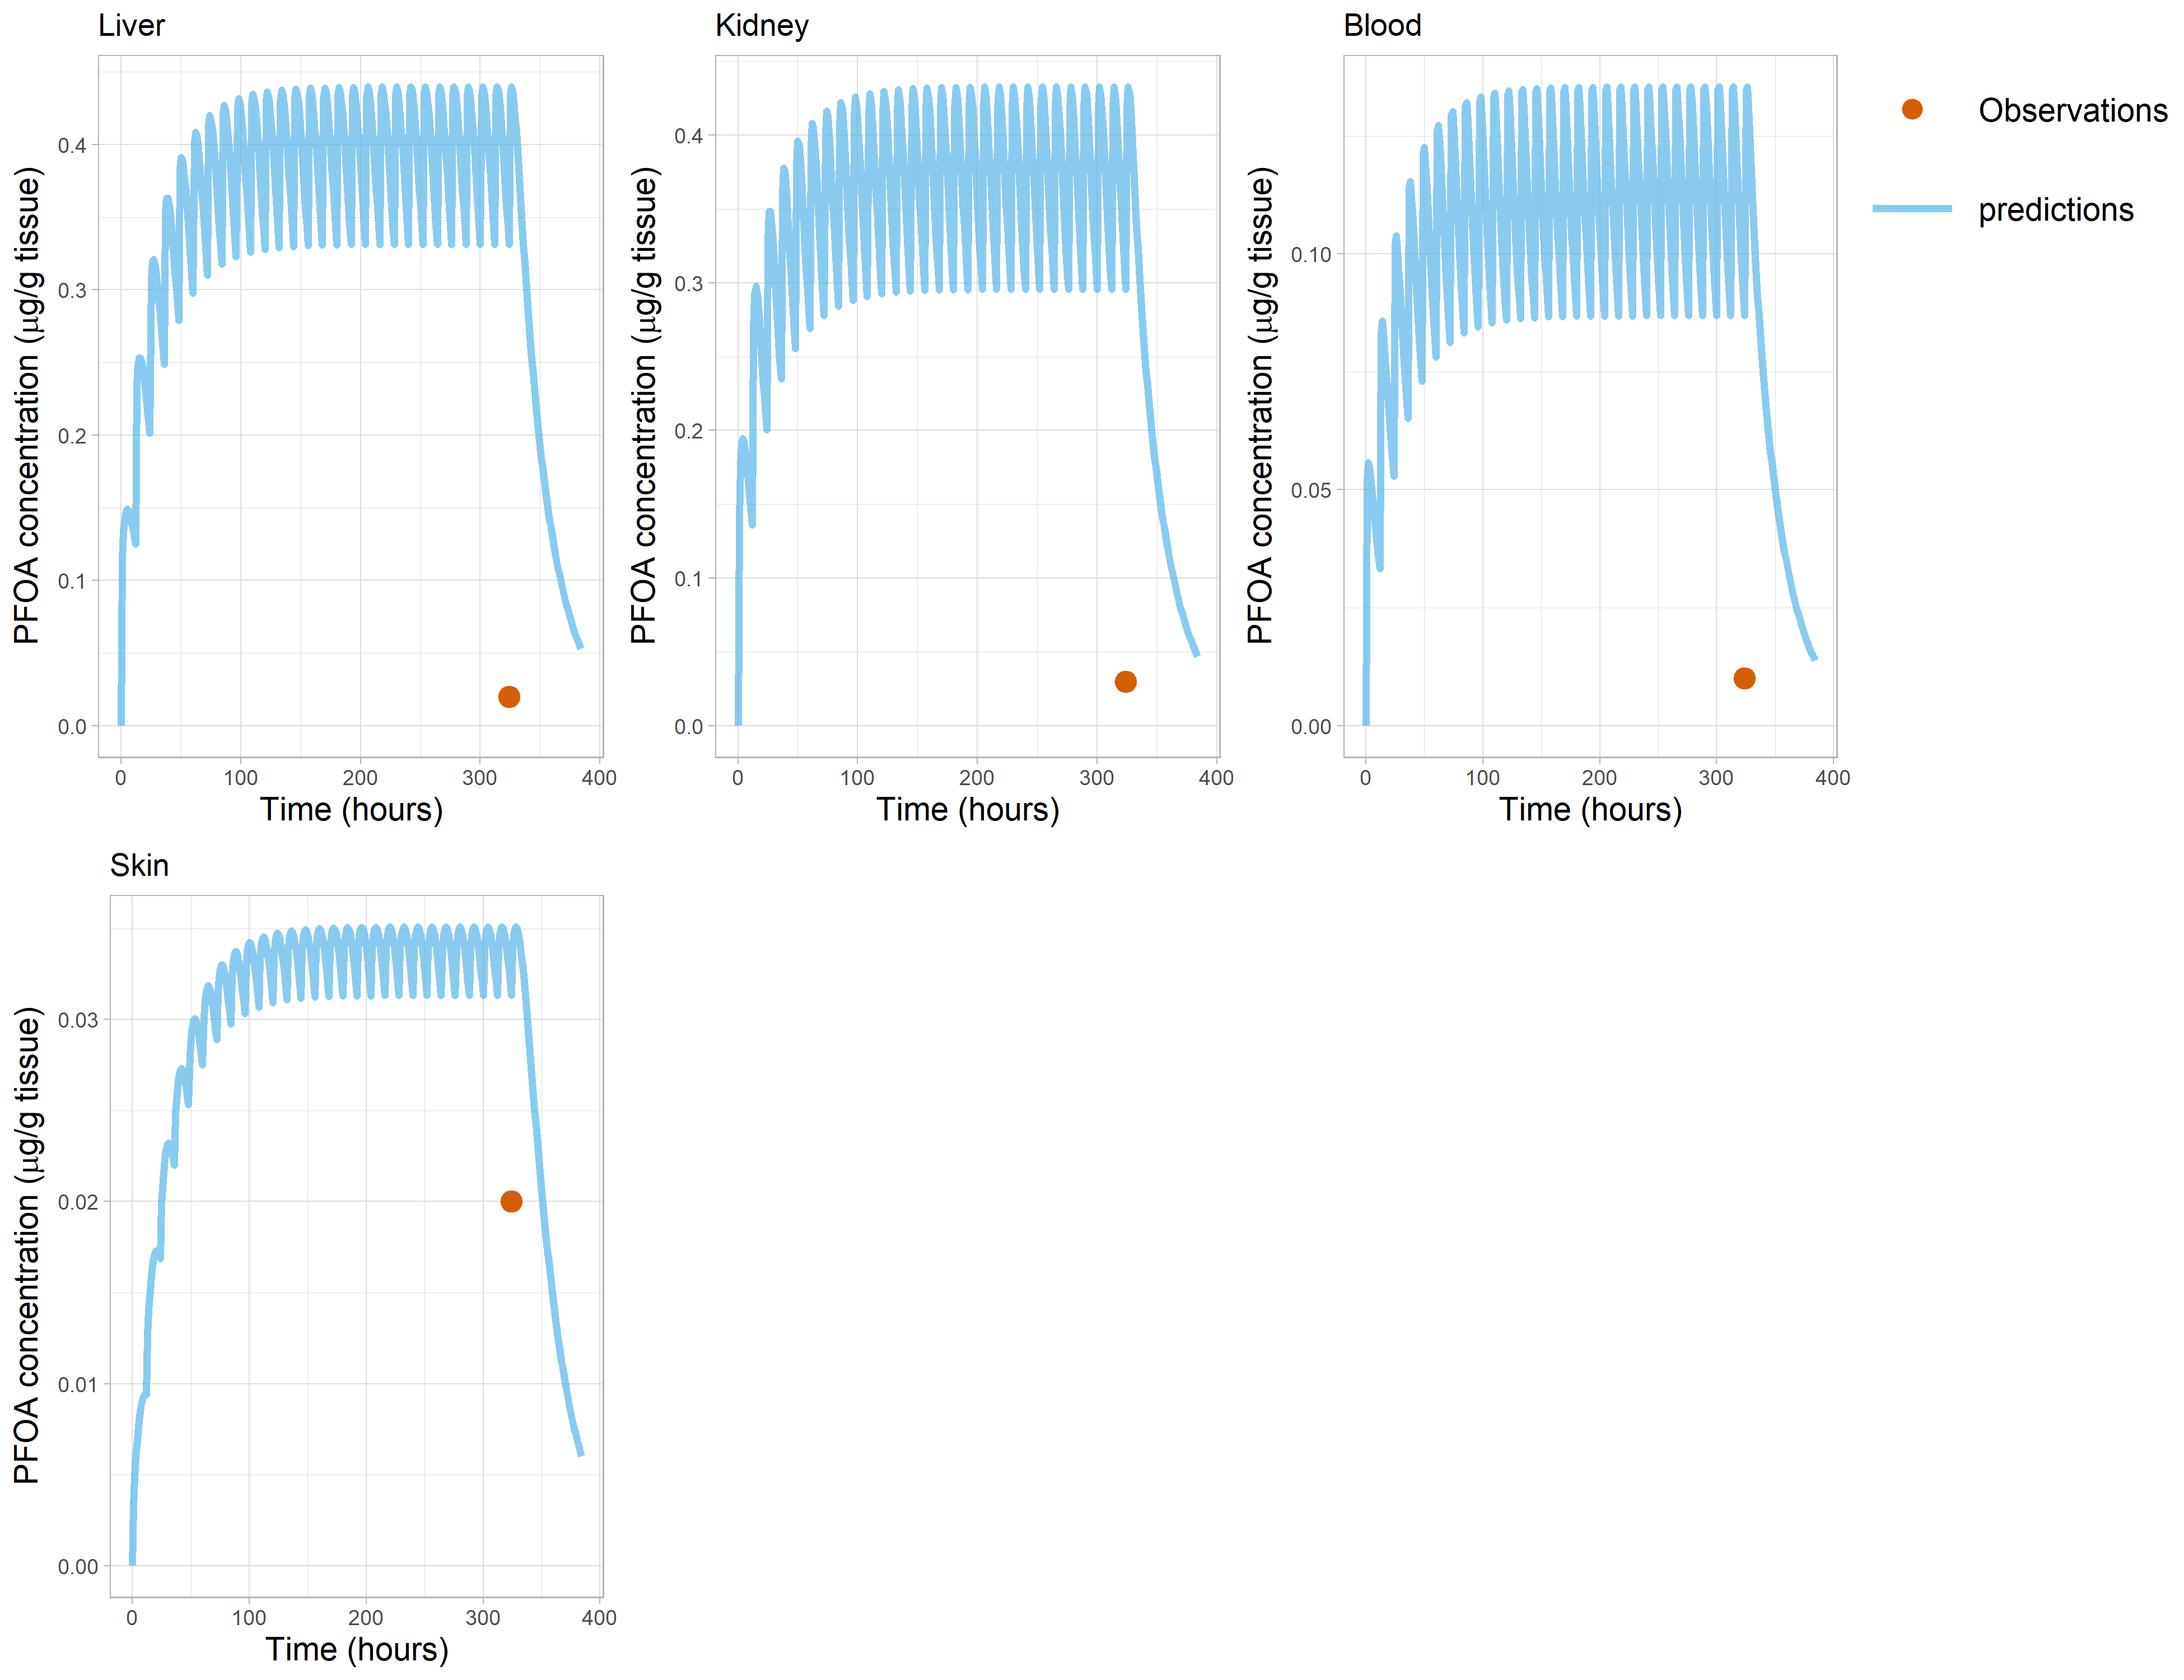 Liver
PFOA concentration (μg/g tissue)
0.4
0.3
0.2
0.1
0.0
0 100 200 300 400
Time (hours)
Kidney
PFOA concentration (μg/g tissue)
0.4
0.3
0.2
0.1
0.0
0 100 200 300 400
Time (hours)
Blood
PFOA concentration (μg/g tissue)
0.10
0.05
0.00
0 100 200 300 400
Time (hours)
Observations
predictions
Skin
PFOA concentration (μg/g tissue)
0.03
0.02
0.01
0.00
0 100 200 300 400
Time (hours)